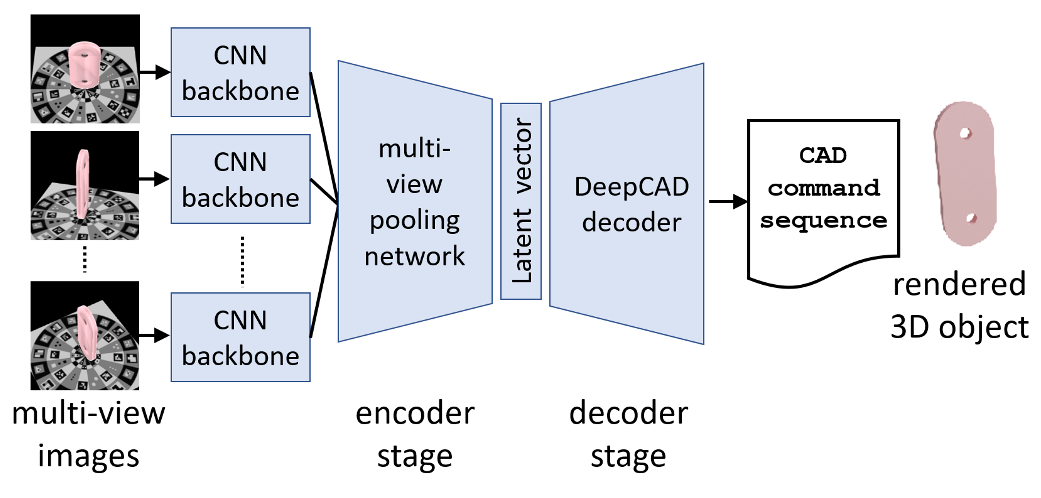 CNN
backbone
CNN
backbone
CNN
backbone
multi-
view
pooling
network
Latent vector
DeepCAD
decoder
CAD
command
sequence
rendered
3D object
multi-view
images
encoder
stage
decoder
stage